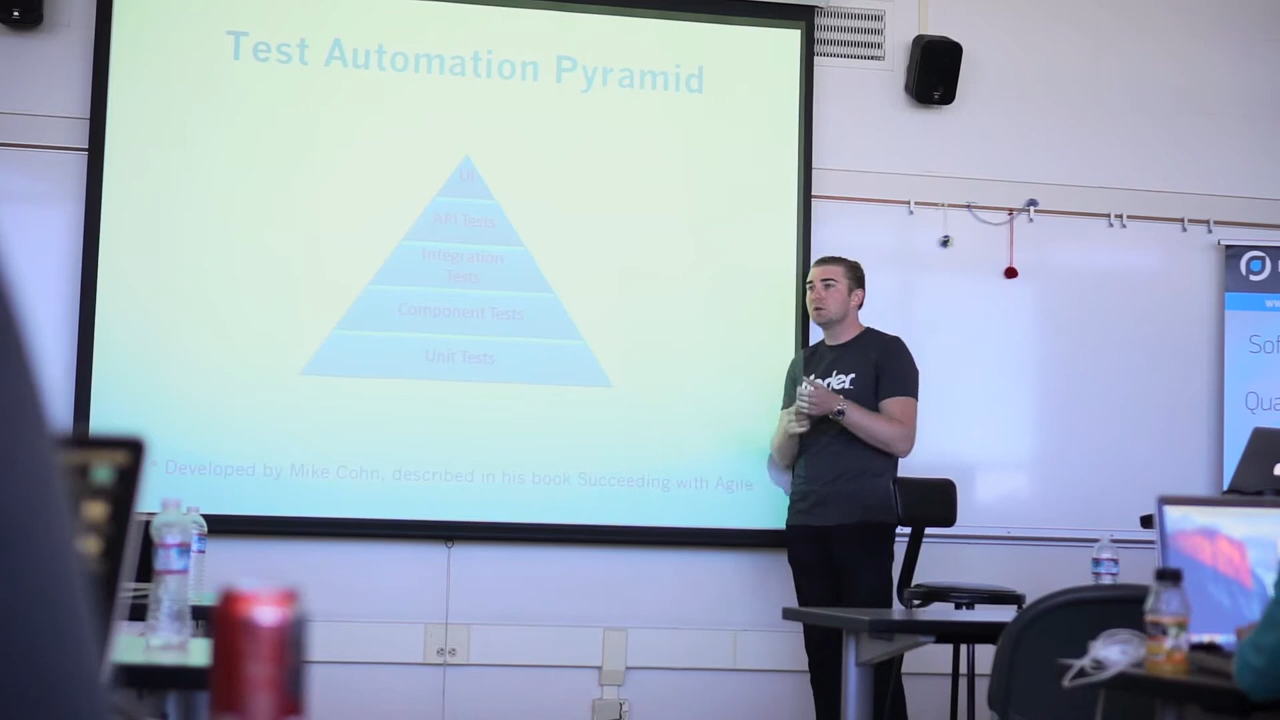 Test Automation Pyramid
UI
API Tests
Integration
Tests
Component Tests
Unit Tests
* Developed by Mike Cohn, described in his book Succeeding with Agile